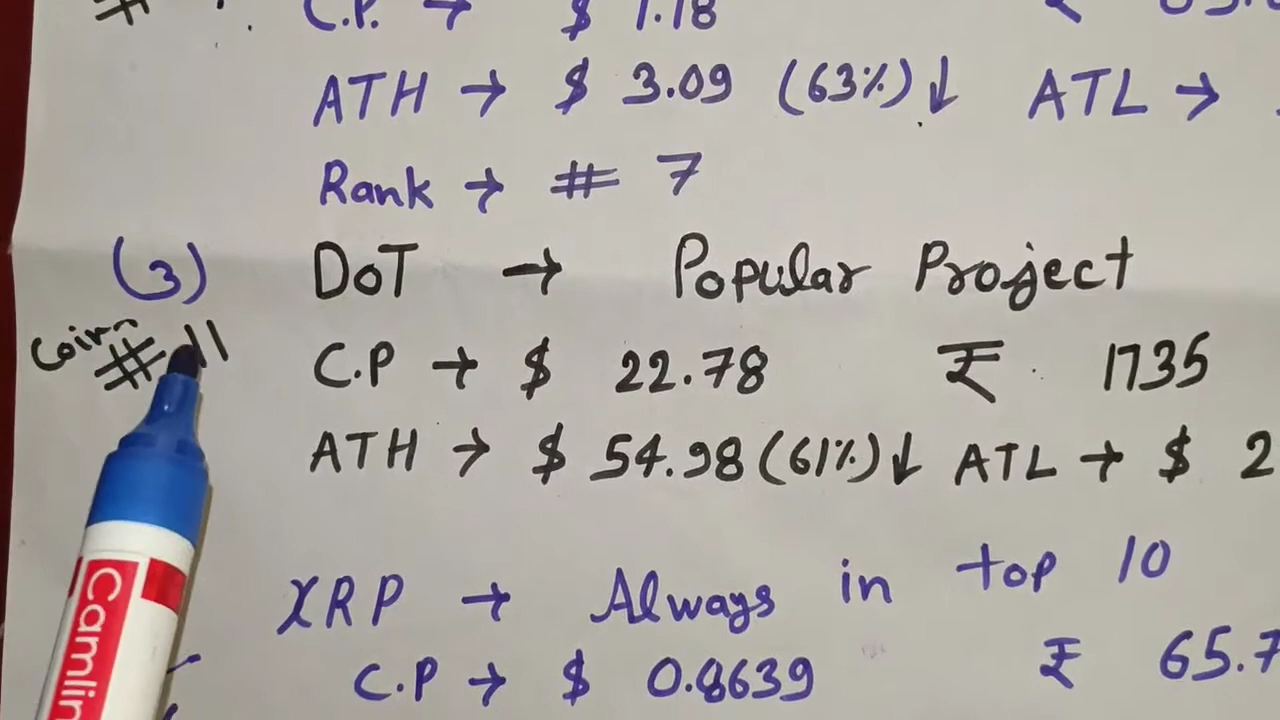 # C.P. → $ 1.18 ₹
ATH → $ 3.09 (63%)↓ ATL →
Rank → # 7
(3) DOT → Popular Project
Coin # 11 C.P → $ 22.78 ₹ 1735
ATH → $ 54.98 (61%)↓ ATL → $ 2
XRP → Always in top 10
C.P → $ 0.8639 ₹ 65.7
Camlin